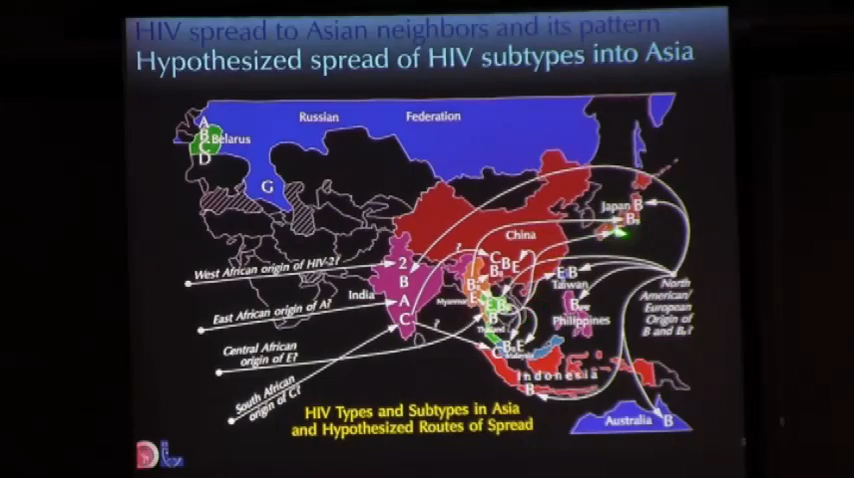 HIV spread to Asian neighbors and its pattern
Hypothesized spread of HIV subtypes into Asia
Russian Federation
A
B
C
D
Belarus
G
Japan B
B
China
?
C
B E
B
2
B
A
C
India
West African origin of HIV-2?
East African origin of A?
Central African
origin of E?
South African
origin of C?
Myanmar
B
E
E
B
B
Thailand
?
E B
Taiwan
B
Philippines
North
American/
European
Origin of
B and B?
B E
C Malaysia
Indonesia
B
Australia B
HIV Types and Subtypes in Asia
and Hypothesized Routes of Spread